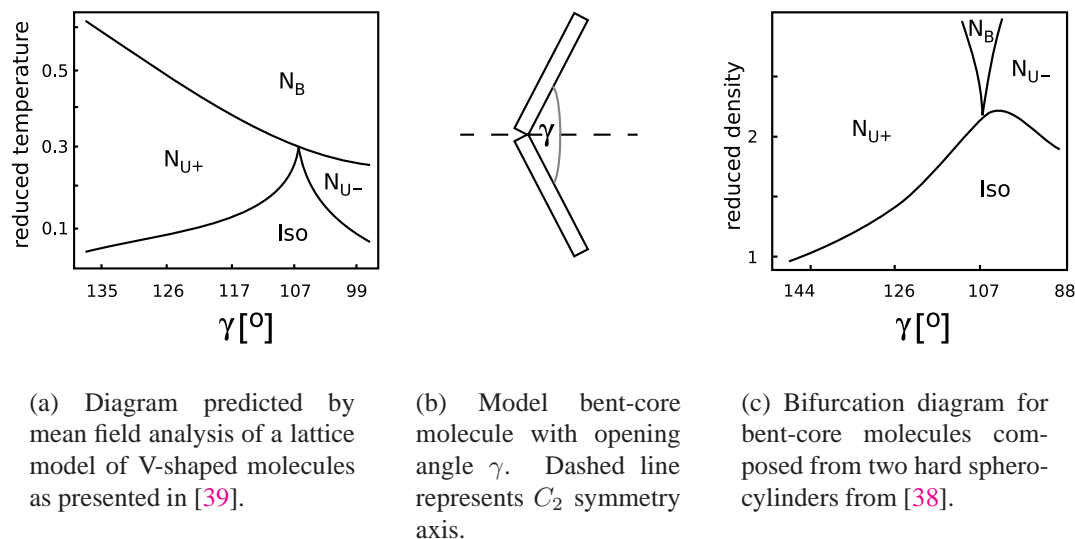 reduced temperature
0.5
0.3
0.1
N_B
N_U+
N_U−
Iso
135 126 117 107 99
γ[°]
γ
reduced density
2
1
N_B
N_U−
N_U+
Iso
144 126 107 88
γ[°]
(a) Diagram predicted by
mean field analysis of a lattice
model of V-shaped molecules
as presented in [39].
(b) Model bent-core
molecule with opening
angle γ. Dashed line
represents C₂ symmetry
axis.
(c) Bifurcation diagram for
bent-core molecules com-
posed from two hard sphero-
cylinders from [38].